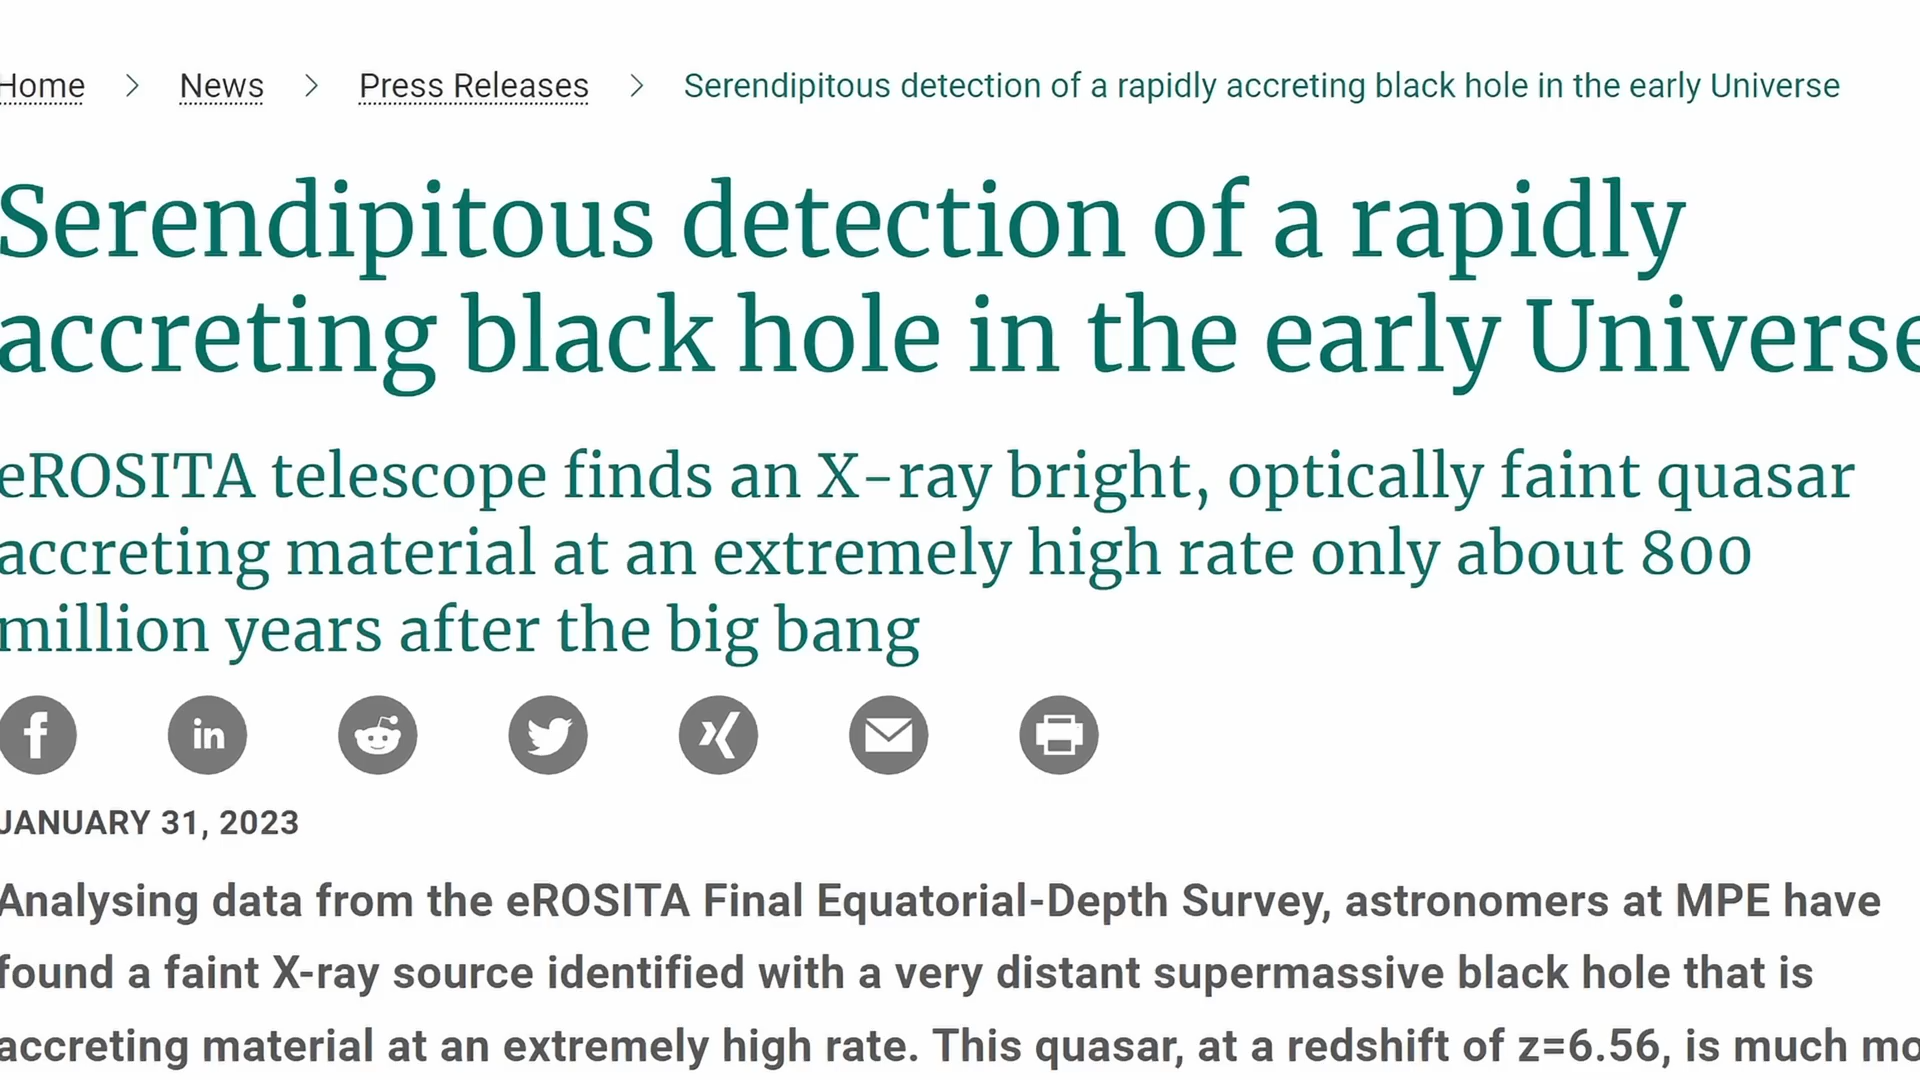 Home > News > Press Releases > Serendipitous detection of a rapidly accreting black hole in the early Universe
Serendipitous detection of a rapidly
accreting black hole in the early Universe
eROSITA telescope finds an X-ray bright, optically faint quasar
accreting material at an extremely high rate only about 800
million years after the big bang
JANUARY 31, 2023
Analysing data from the eROSITA Final Equatorial-Depth Survey, astronomers at MPE have
found a faint X-ray source identified with a very distant supermassive black hole that is
accreting material at an extremely high rate. This quasar, at a redshift of z=6.56, is much